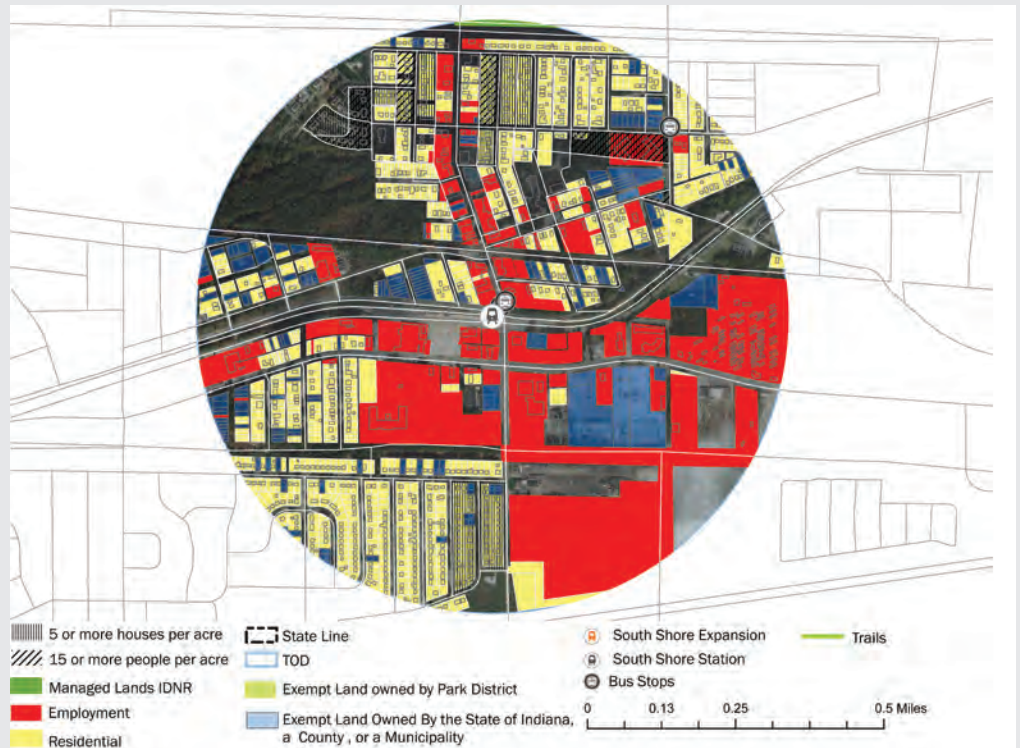 5 or more houses per acre
15 or more people per acre
Managed Lands IDNR
Employment
Residential
State Line
TOD
Exempt Land owned by Park District
Exempt Land Owned By the State of Indiana,
a County , or a Municipality
South Shore Expansion
South Shore Station
Bus Stops
Trails
0 0.13 0.25 0.5 Miles